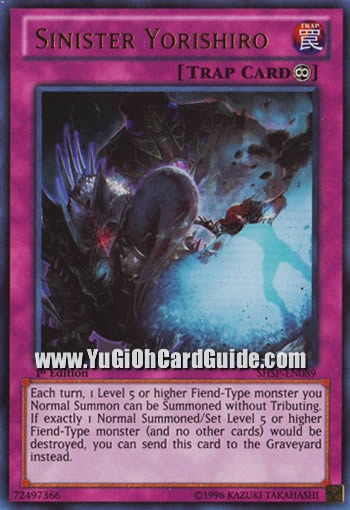 Sinister Yorishiro
TRAP
罠
[Trap Card∞]
www.YuGiOhCardGuide.com
1st Edition
SHSP-EN089
Each turn, 1 Level 5 or higher Fiend-Type monster you
Normal Summon can be Summoned without Tributing.
If exactly 1 Normal Summoned/Set Level 5 or higher
Fiend-Type monster (and no other cards) would be
destroyed, you can send this card to the Graveyard
instead.
72497366
©1996 KAZUKI TAKAHASHI